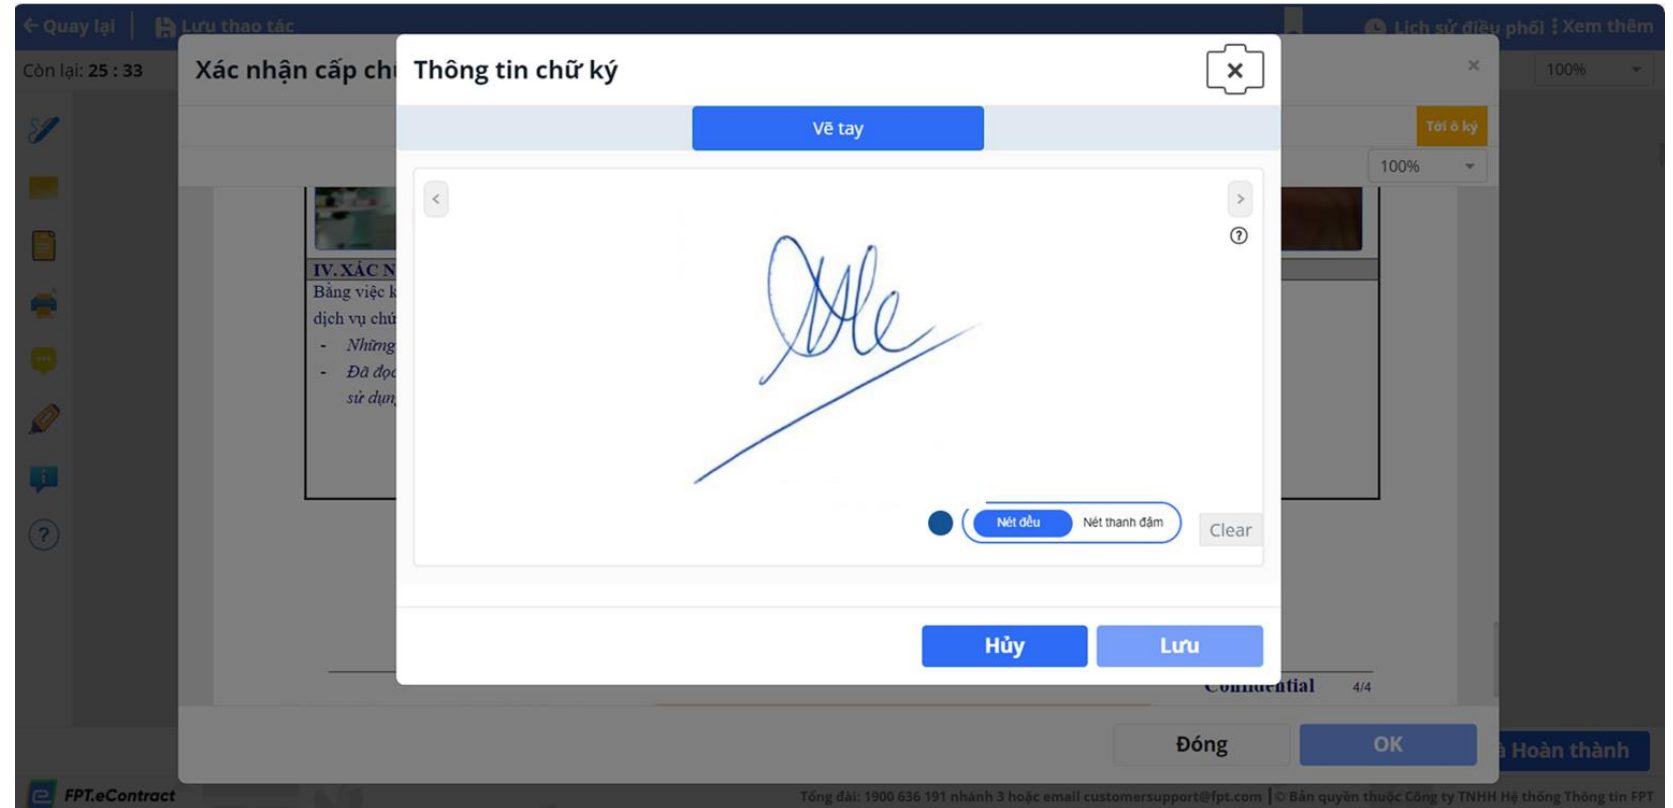 ← Quay lại
Lưu thao tác
Lịch sử điều phối
Xem thêm
Còn lại: 25 : 33
Xác nhận cấp
Thông tin chữ ký
×
×
100%
Vẽ tay
Tới ô ký
100%
<
>
?
IV. XÁC
Bằng việc
dịch vụ
- Những
- Đã
sử
Nét đều
Nét thanh đậm
Clear
Hủy
Lưu
Confidential 4/4
Đóng
OK
Hoàn thành
FPT.eContract
Tổng đài: 1900 636 191 nhánh 3 hoặc email customersupport@fpt.com | © Bản quyền thuộc Công ty TNHH Hệ thống Thông tin FPT